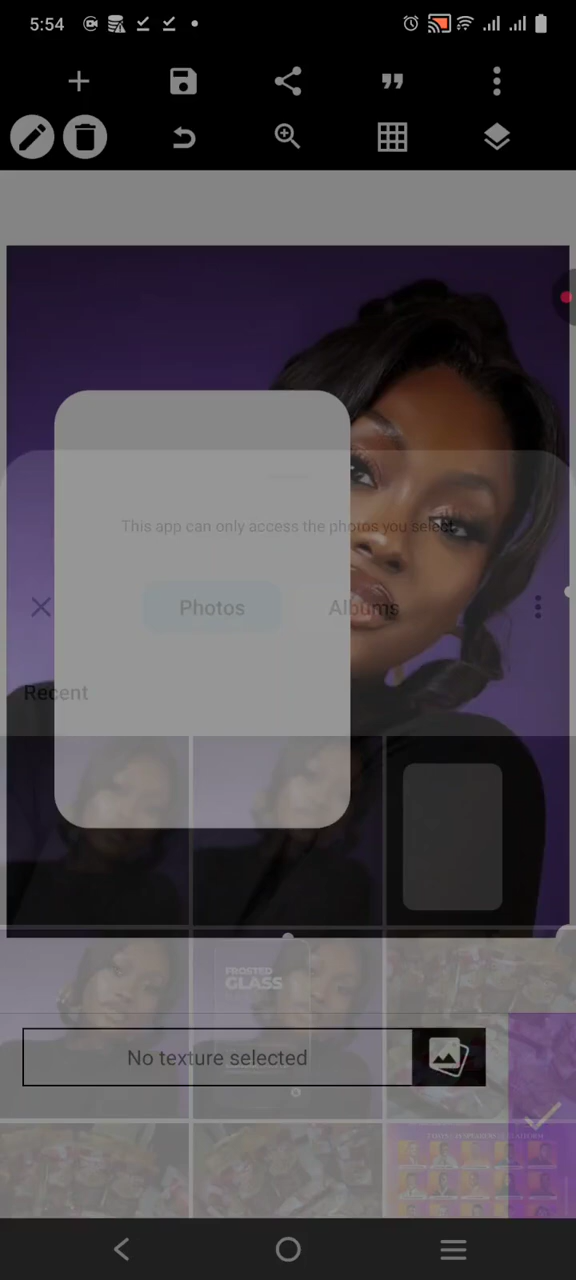 5:54
This app can only access the photos you select
Photos
Albums
Recent
FROSTED
GLASS
No texture selected